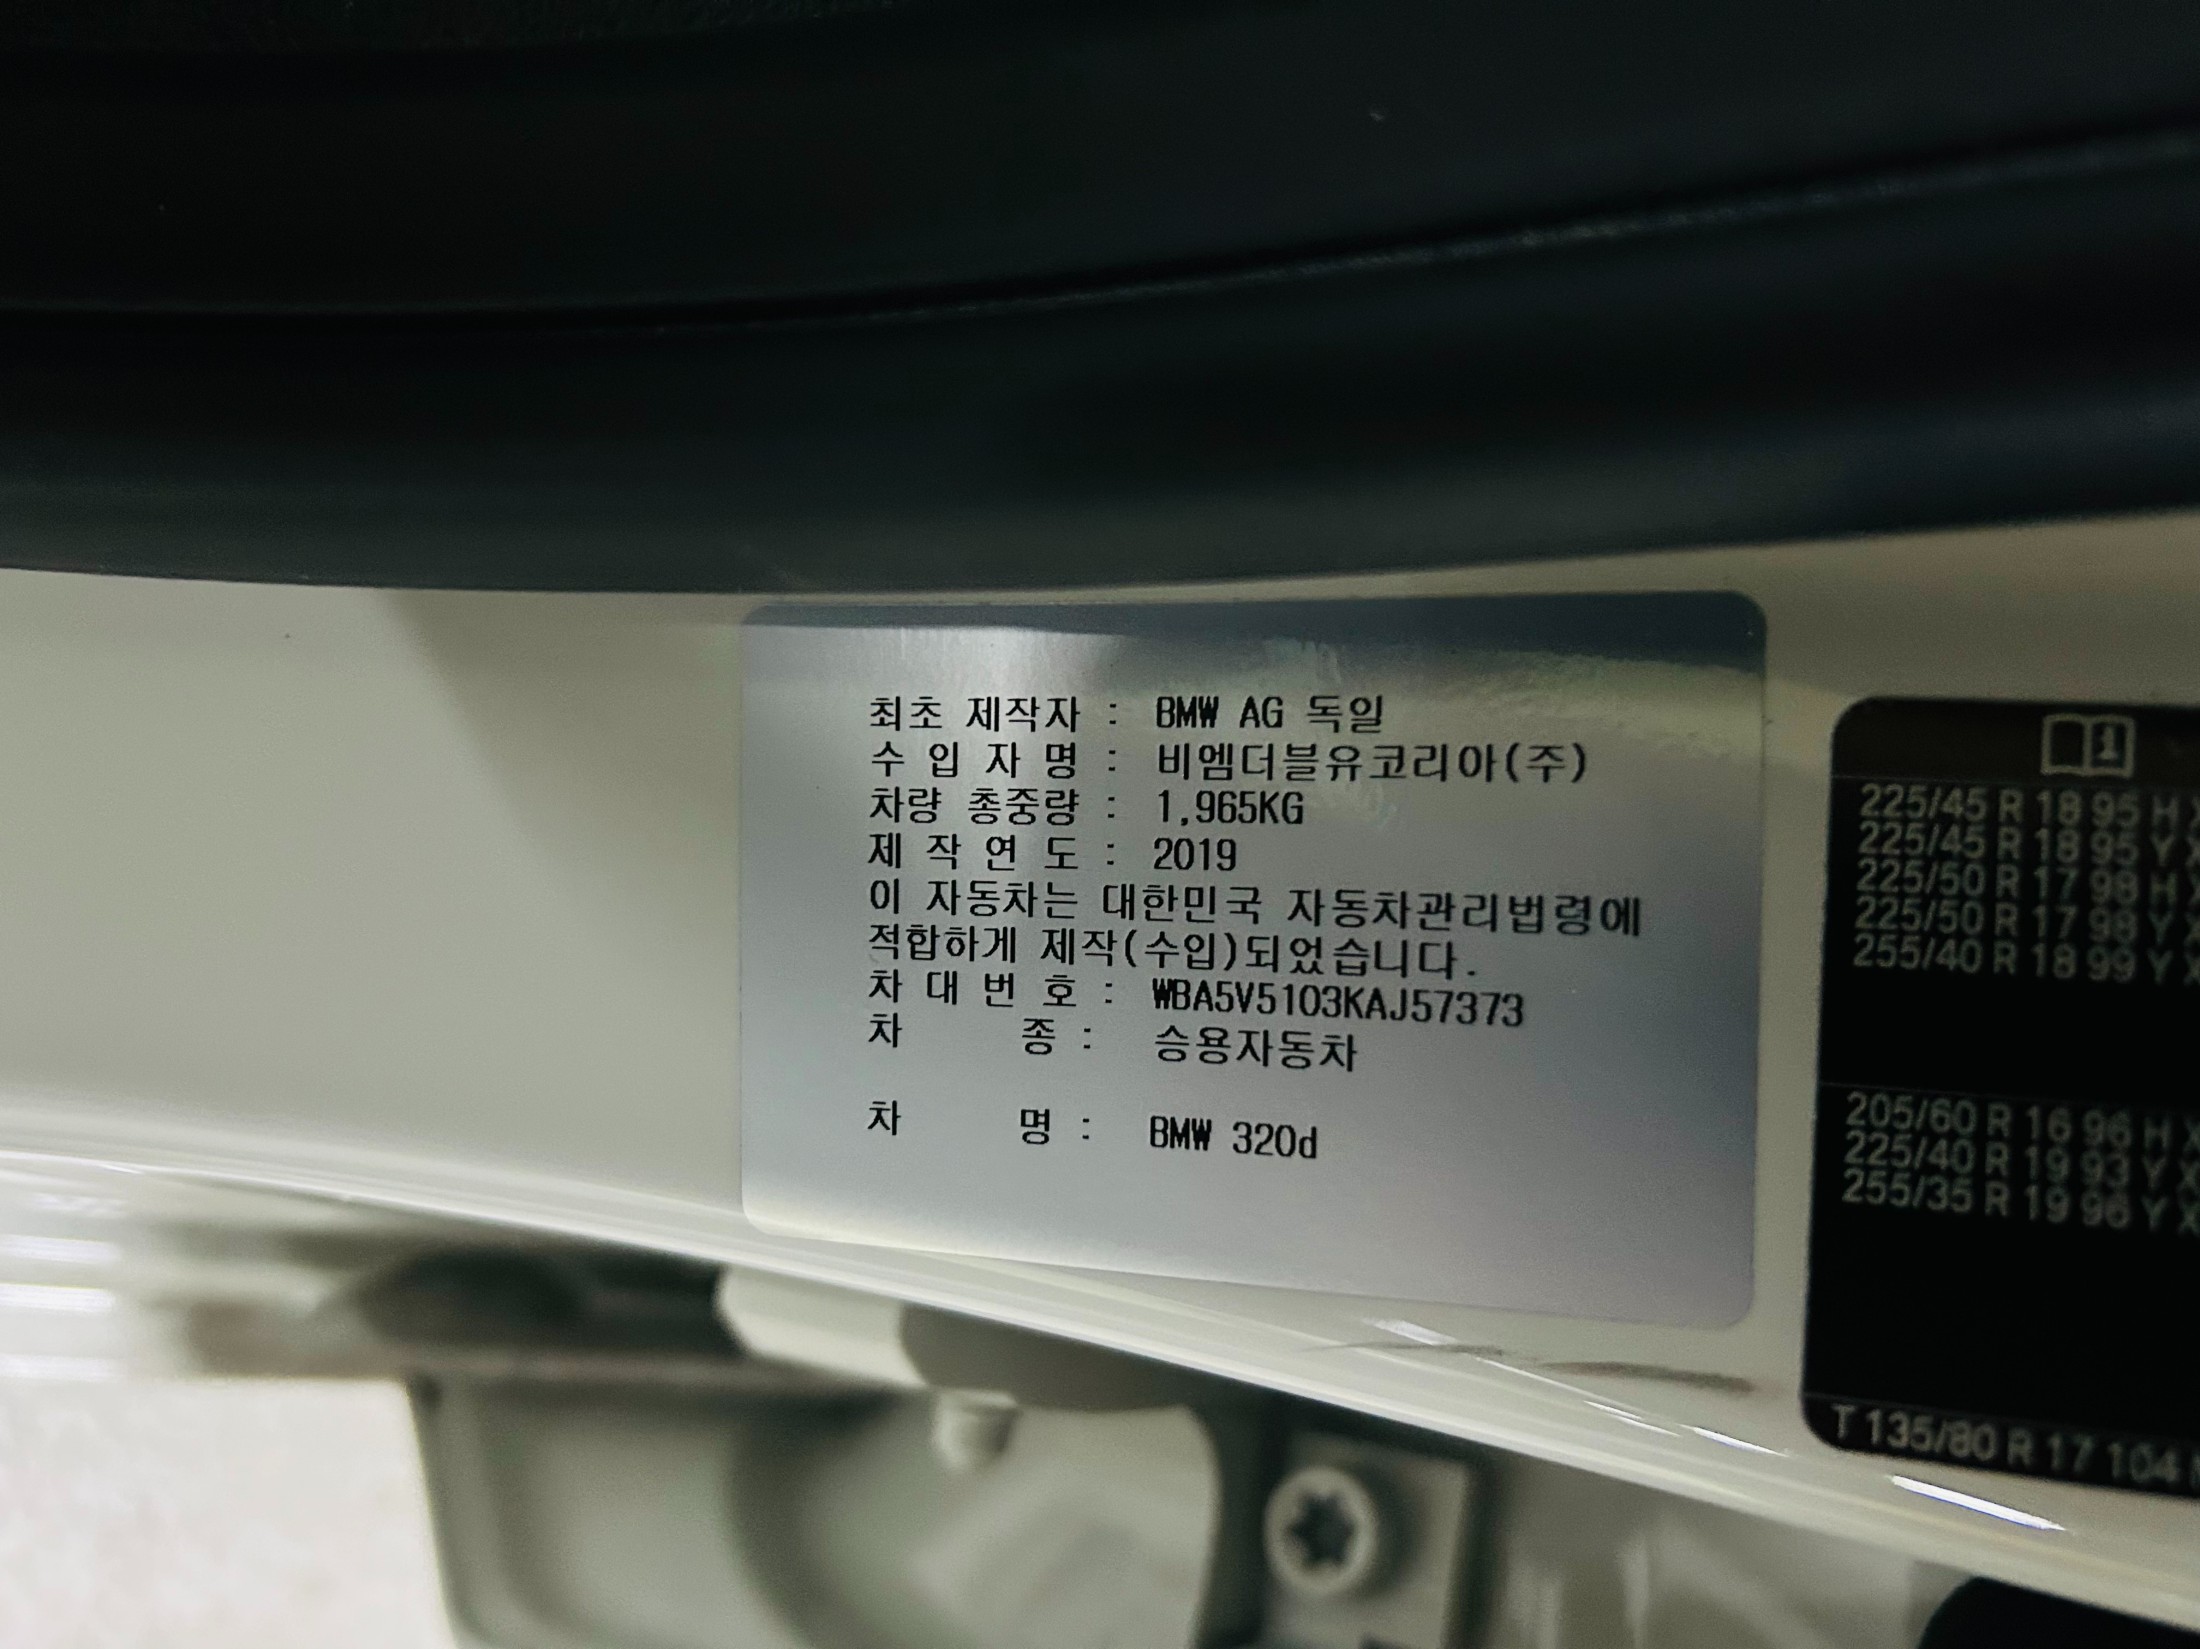 최초 제작자 : BMW AG 독일
수 입 자 명 : 비엠더블유코리아(주)
차량 총중량 : 1,965KG
제 작 연 도 : 2019
이 자동차는 대한민국 자동차관리법령에
적합하게 제작(수입)되었습니다.
차 대 번 호 : WBA5V5103KAJ57373
차 종 : 승용자동차
차 명 : BMW 320d
225/45 R 18 95 H X
225/45 R 18 95 Y X
225/50 R 17 98 H X
225/50 R 17 98 Y X
255/40 R 18 99 Y X
205/60 R 16 96 H X
225/40 R 19 93 Y X
255/35 R 19 96 Y X
T 135/80 R 17 104